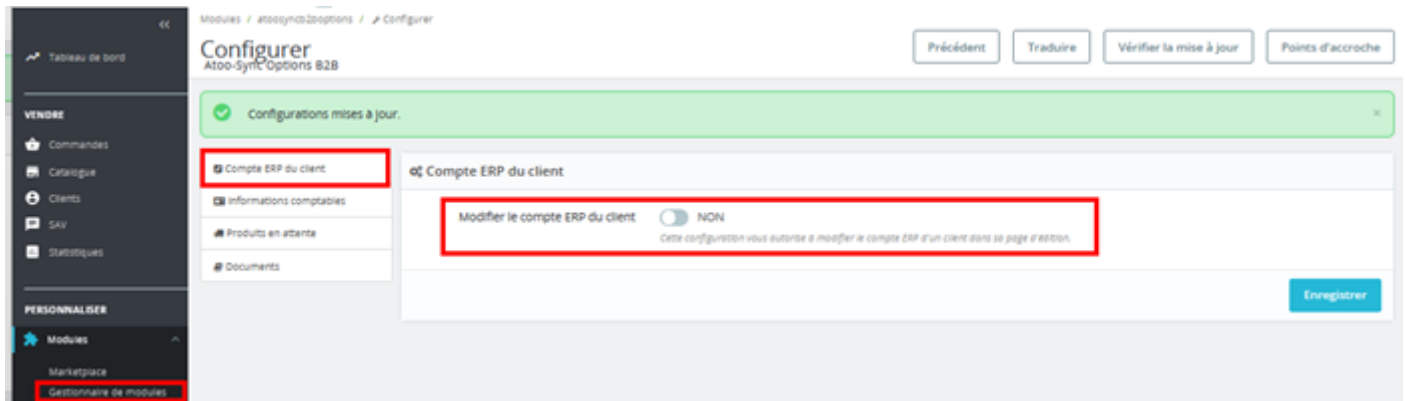 «
Modules / atoosyncb2boptions / Configurer
Configurer
Atoo-Sync Options B2B
Précédent
Traduire
Vérifier la mise à jour
Points d'accroche
Tableau de bord
VENDRE
Commandes
Catalogue
Clients
SAV
Statistiques
PERSONNALISER
Modules
Marketplace
Gestionnaire de modules
Configurations mises à jour.
×
Compte ERP du client
Informations comptables
Produits en attente
Documents
Compte ERP du client
Modifier le compte ERP du client
NON
Cette configuration vous autorise à modifier le compte ERP d'un client dans sa page d'édition.
Enregistrer